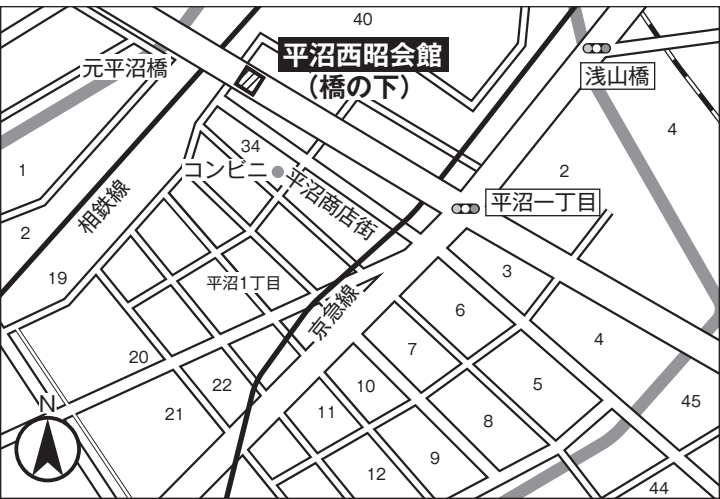 40
平沼西昭会館
（橋の下）
元平沼橋
浅山橋
4
34
コンビニ
平沼商店街
1
2
平沼一丁目
相鉄線
2
19
平沼1丁目
3
京急線
6
7
4
20
22
10
5
11
21
8
45
9
12
44
N